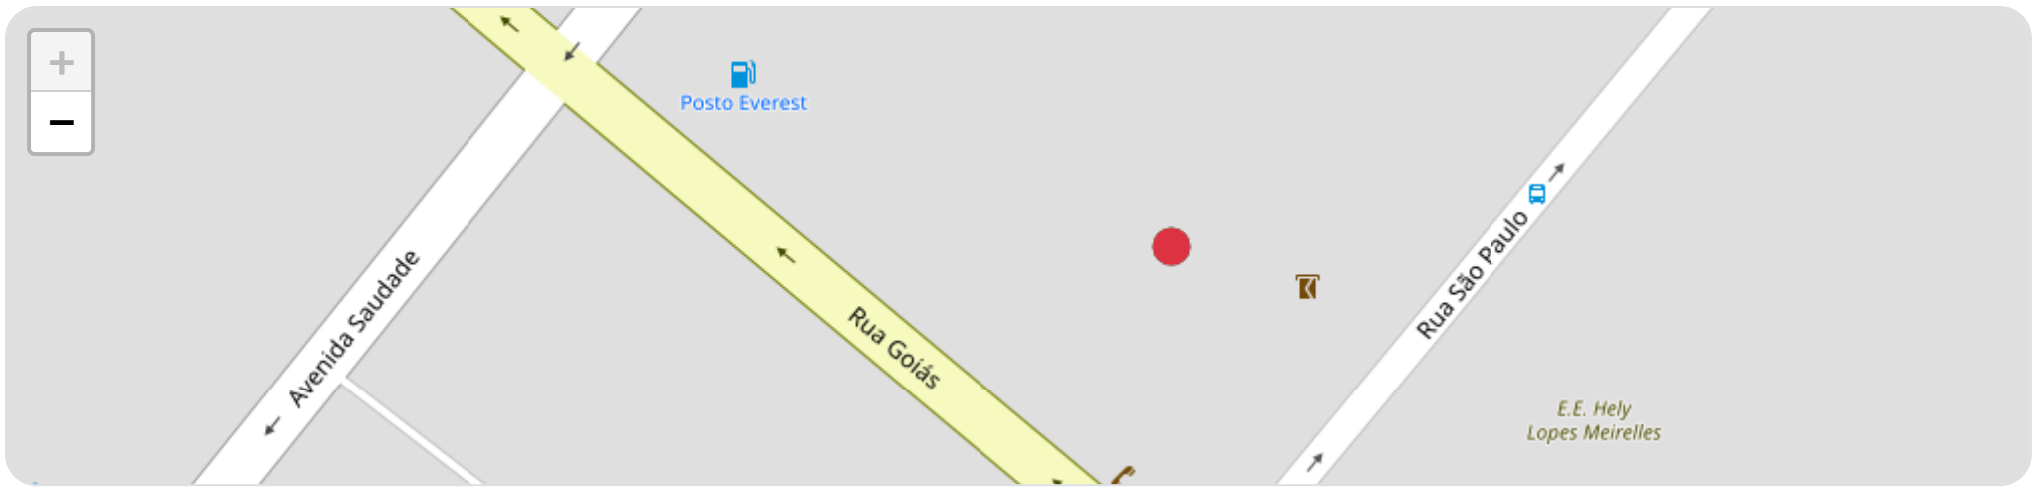 +
−
Posto Everest
Avenida Saudade
Rua Goiás
Rua São Paulo
E.E. Hely
Lopes Meirelles